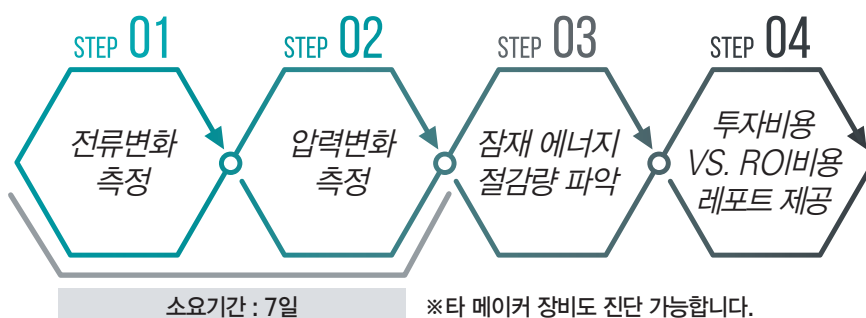 STEP 01
전류변화
측정
STEP 02
압력변화
측정
STEP 03
잠재 에너지
절감량 파악
STEP 04
투자비용
VS. ROI비용
레포트 제공
소요기간 : 7일
※타 메이커 장비도 진단 가능합니다.